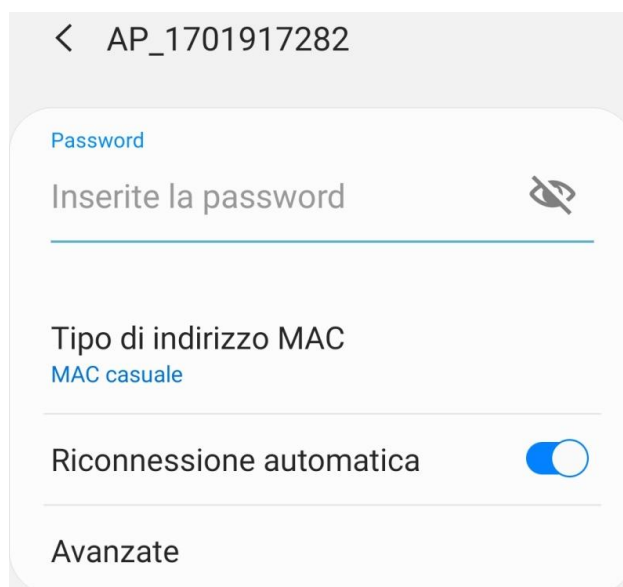 AP_1701917282
Password
Inserite la password
Tipo di indirizzo MAC
MAC casuale
Riconnessione automatica
Avanzate